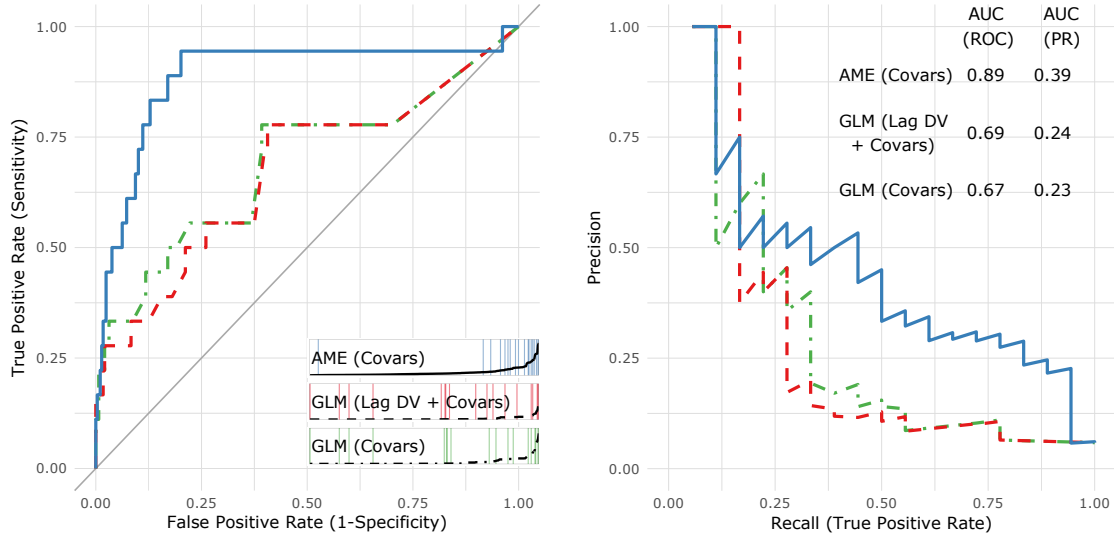 1.00
0.75
0.50
0.25
0.00
True Positive Rate (Sensitivity)
AME (Covars)
GLM (Lag DV + Covars)
GLM (Covars)
0.00 0.25 0.50 0.75 1.00
False Positive Rate (1-Specificity)
1.00
0.75
0.50
0.25
0.00
Precision
AUC AUC
(ROC) (PR)
AME (Covars) 0.89 0.39
GLM (Lag DV
+ Covars) 0.69 0.24
GLM (Covars) 0.67 0.23
0.00 0.25 0.50 0.75 1.00
Recall (True Positive Rate)